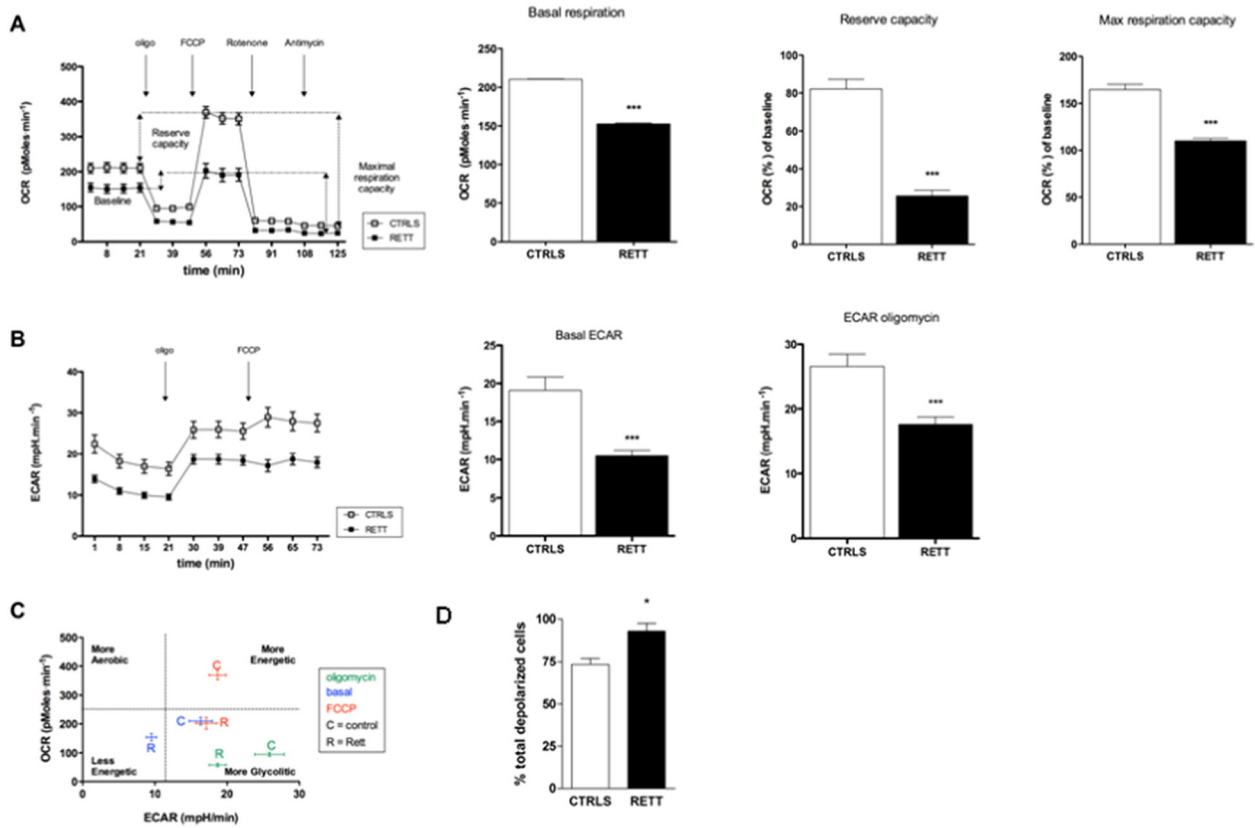 A
oligo FCCP Rotenone Antimycin
OCR (pMoles·min⁻¹)
500
400
300
200
100
0
Reserve
capacity
Maximal
respiration
capacity
Baseline
CTRLS
RETT
8 21 39 56 73 91 108 125
time (min)
Basal respiration
OCR (pMoles·min⁻¹)
250
200
150
100
50
0
***
CTRLS RETT
Reserve capacity
OCR (%) of baseline
100
80
60
40
20
0
***
CTRLS RETT
Max respiration capacity
OCR (%) of baseline
200
150
100
50
0
***
CTRLS RETT
B
oligo FCCP
ECAR (mpH.min⁻¹)
40
30
20
10
0
CTRLS
RETT
1 8 15 21 30 39 47 56 65 73
time (min)
Basal ECAR
ECAR (mpH.min⁻¹)
25
20
15
10
5
0
***
CTRLS RETT
ECAR oligomycin
ECAR (mpH.min⁻¹)
30
20
10
0
***
CTRLS RETT
C
OCR (pMoles·min⁻¹)
500
400
300
200
100
0
More
Aerobic
More
Energetic
C
C R
R
R C
Less
Energetic
More Glycolitic
0 10 20 30
ECAR (mpH/min)
oligomycin
basal
FCCP
C = control
R = Rett
D
% total depolarized cells
100
75
50
25
0
*
CTRLS RETT